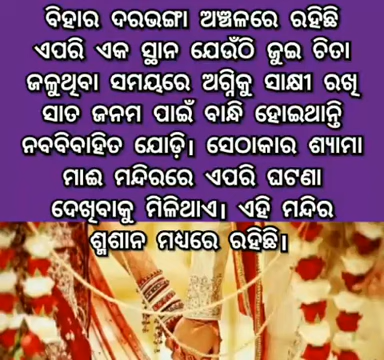 ବିହାର ଦରଭଙ୍ଗା ଅଞ୍ଚଳରେ ରହିଛି
ଏପରି ଏକ ସ୍ଥାନ ଯେଉଁଠି ଜୁଇ ଚିତା
ଜଳୁଥିବା ସମୟରେ ଅଗ୍ନିକୁ ସାକ୍ଷୀ ରଖି
ସାତ ଜନମ ପାଇଁ ବାନ୍ଧି ହୋଇଥାନ୍ତି
ନବବିବାହିତ ଯୋଡ଼ି। ସେଠାକାର ଶ୍ୟାମା
ମାଈ ମନ୍ଦିରରେ ଏପରି ଘଟଣା
ଦେଖିବାକୁ ମିଳିଥାଏ। ଏହି ମନ୍ଦିର
ଶ୍ମଶାନ ମଧ୍ୟରେ ରହିଛି।